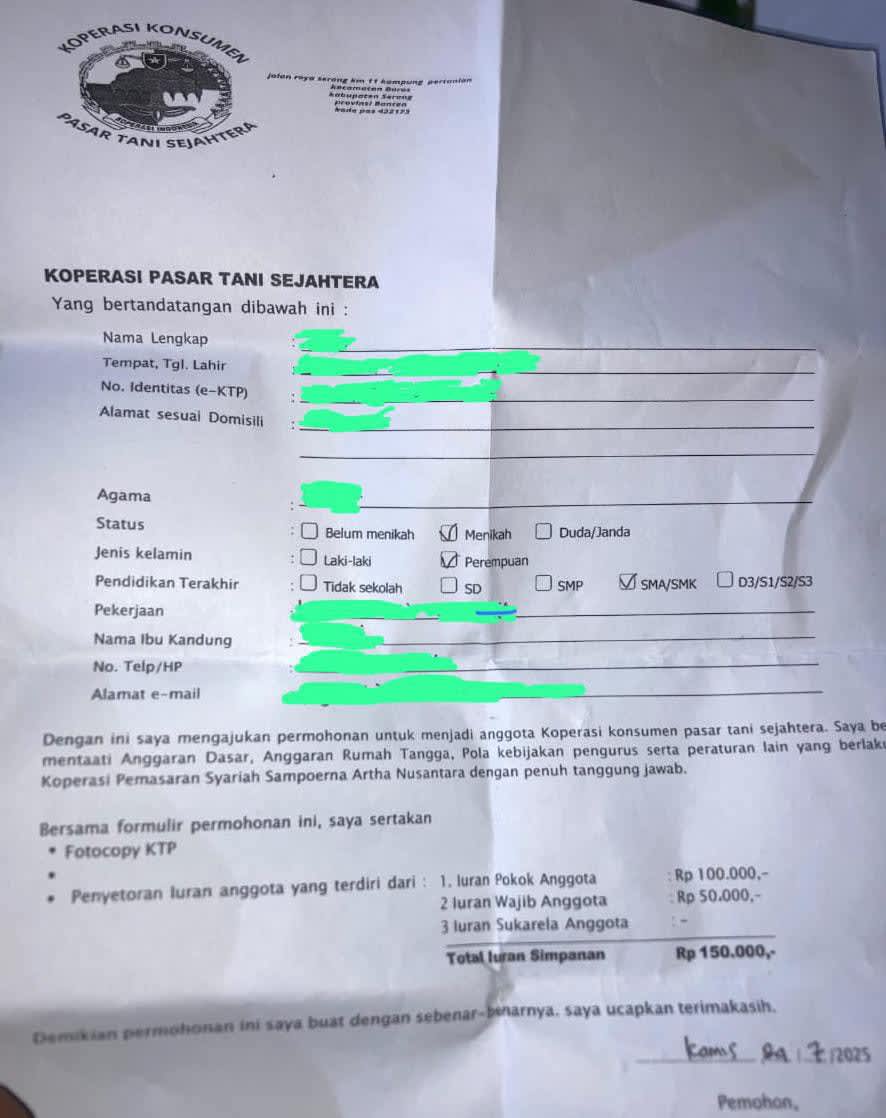 KOPERASI KONSUMEN
KOPERASI INDONESIA
PASAR TANI SEJAHTERA
jalan raya serang km 11 kampung pertanian
kecamatan Baros
kabupaten Serang
provinsi Banten
kode pos 422173
KOPERASI PASAR TANI SEJAHTERA
Yang bertandatangan dibawah ini :
Nama Lengkap :
Tempat, Tgl. Lahir :
No. Identitas (e-KTP) :
Alamat sesuai Domisili :
Agama :
Status : Belum menikah Menikah Duda/Janda
Jenis kelamin : Laki-laki Perempuan
Pendidikan Terakhir : Tidak sekolah SD SMP SMA/SMK D3/S1/S2/S3
Pekerjaan :
Nama Ibu Kandung :
No. Telp/HP :
Alamat e-mail
Dengan ini saya mengajukan permohonan untuk menjadi anggota Koperasi konsumen pasar tani sejahtera. Saya be
mentaati Anggaran Dasar, Anggaran Rumah Tangga, Pola kebijakan pengurus serta peraturan lain yang berlaku
Koperasi Pemasaran Syariah Sampoerna Artha Nusantara dengan penuh tanggung jawab.
Bersama formulir permohonan ini, saya sertakan
• Fotocopy KTP
•
• Penyetoran Iuran anggota yang terdiri dari : 1. Iuran Pokok Anggota : Rp 100.000,-
2 Iuran Wajib Anggota : Rp 50.000,-
3 Iuran Sukarela Anggota : -
Total Iuran Simpanan Rp 150.000,-
Demikian permohonan ini saya buat dengan sebenar-benarnya. saya ucapkan terimakasih.
kamis 7 /2025
Pemohon,